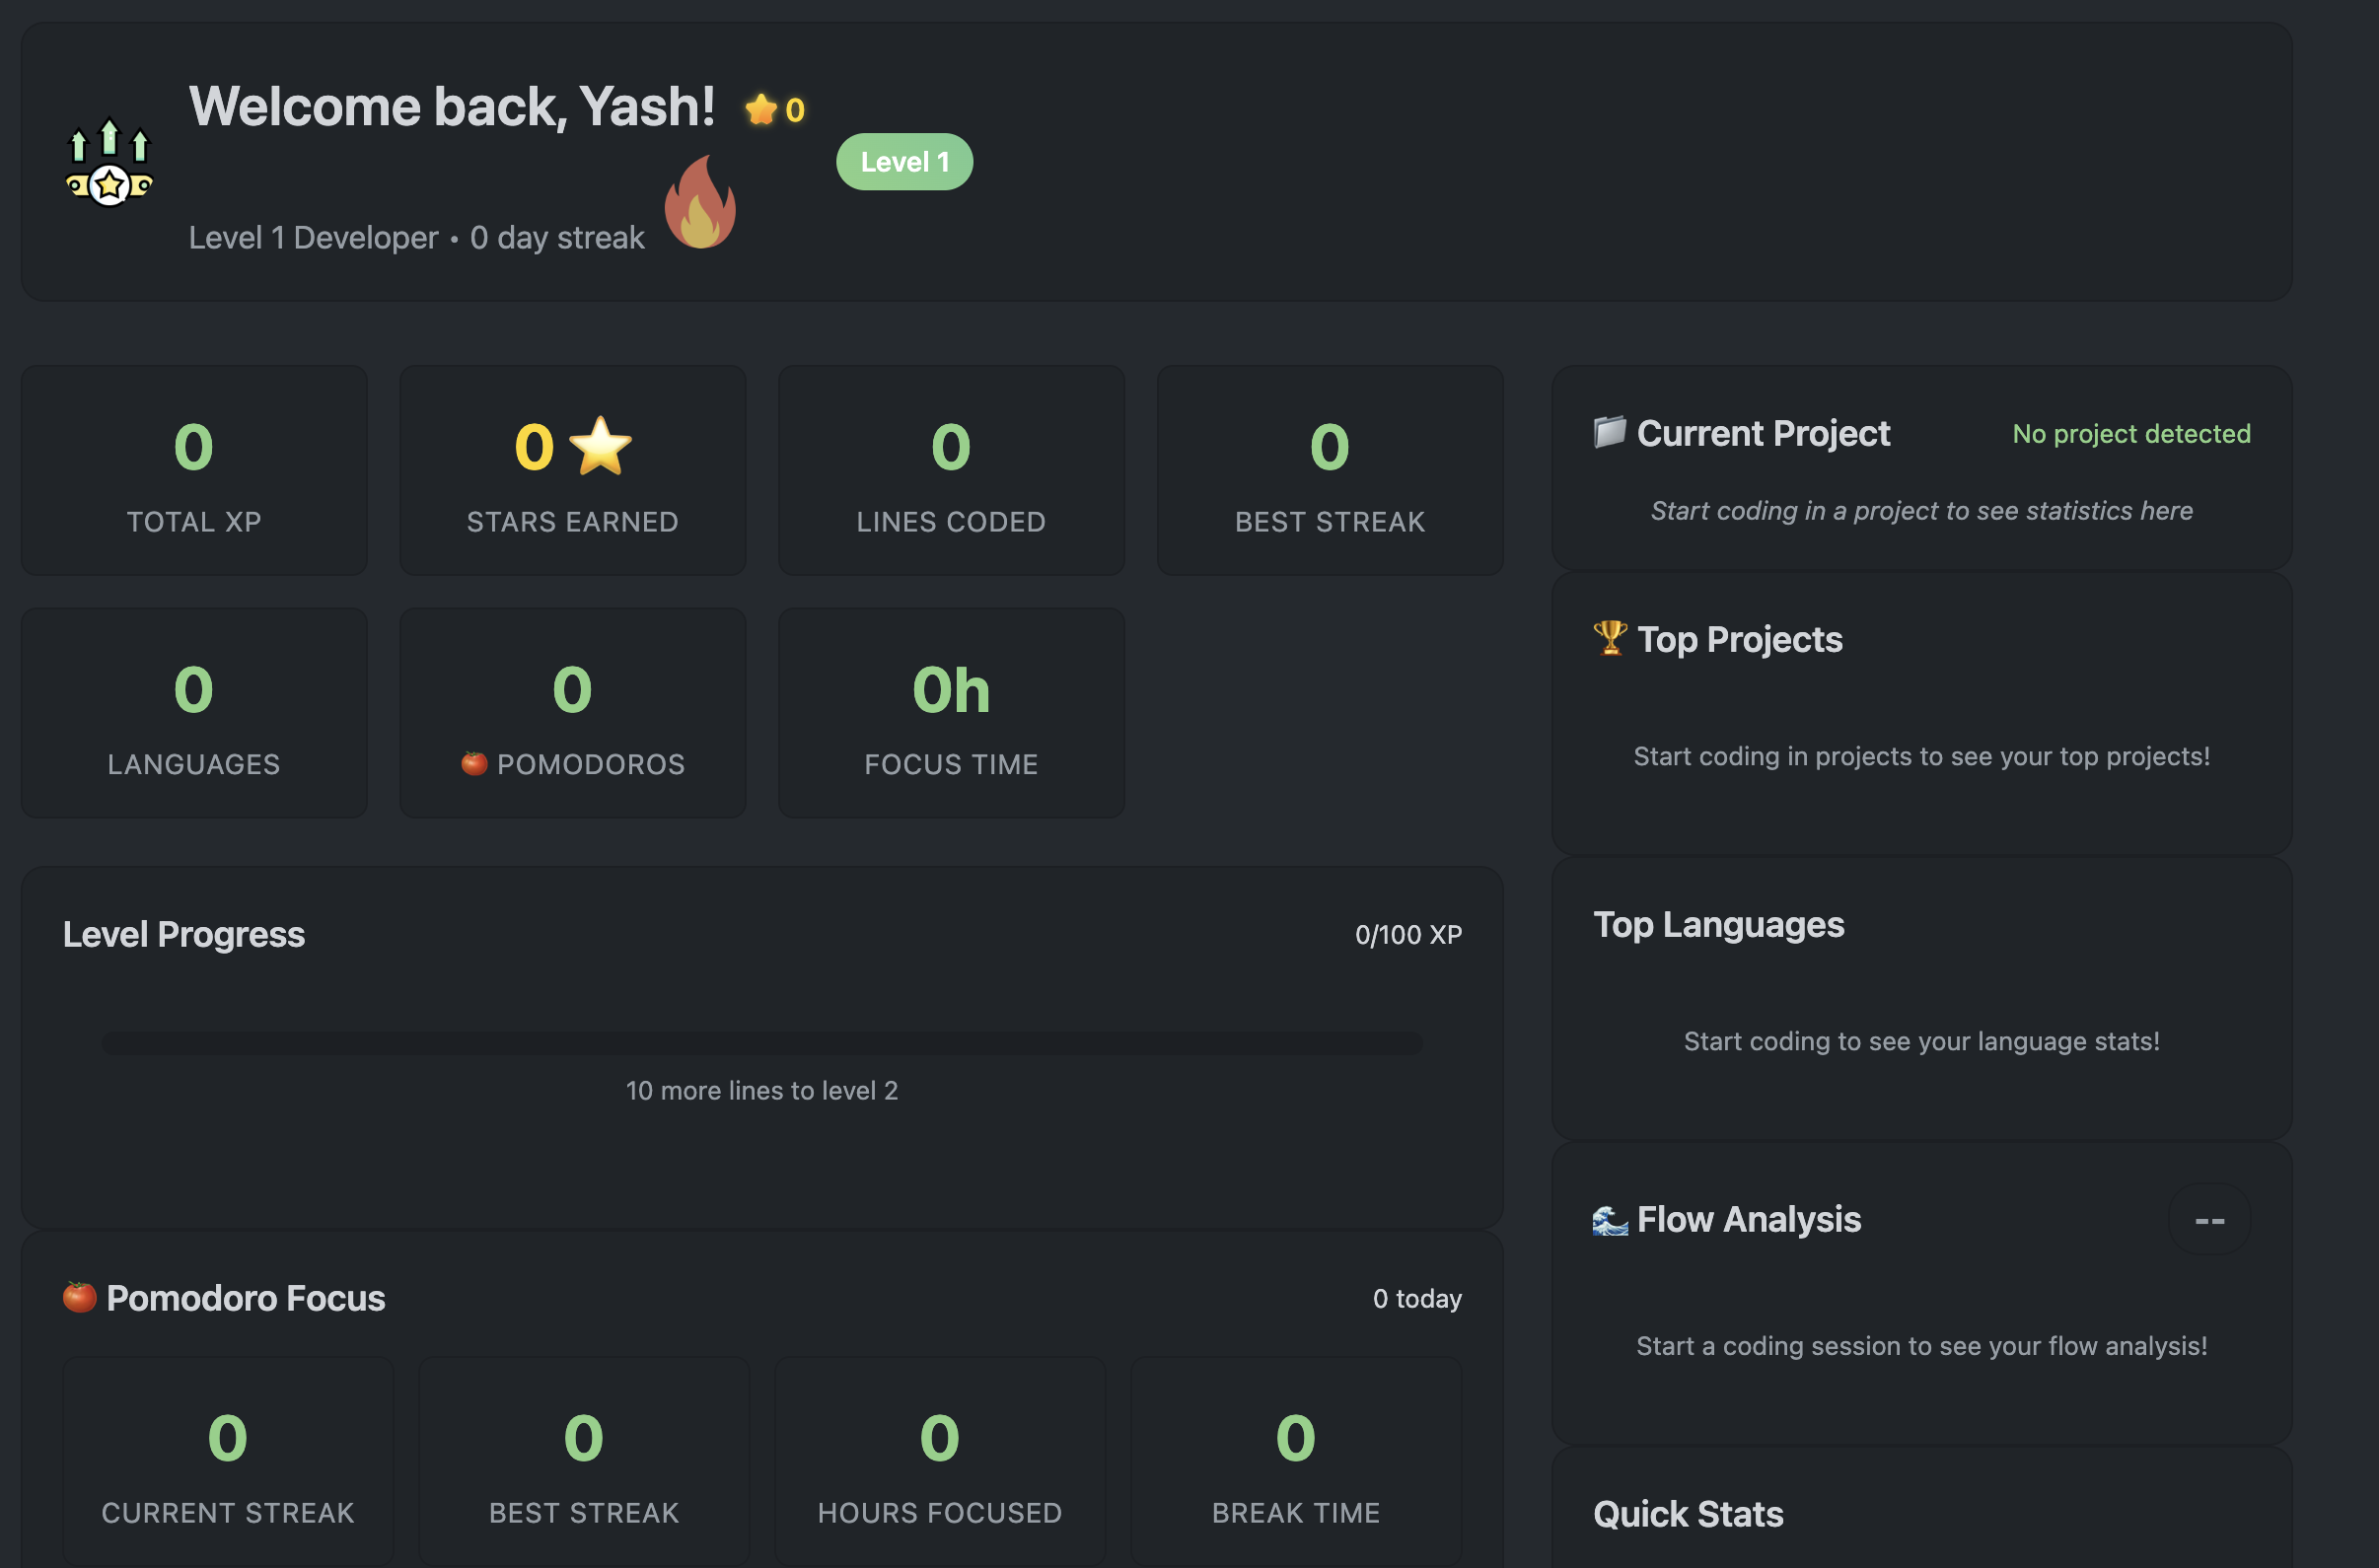 Welcome back, Yash! ⭐ 0
Level 1
Level 1 Developer • 0 day streak
0
TOTAL XP
0 ⭐
STARS EARNED
0
LINES CODED
0
BEST STREAK
0
LANGUAGES
0
🍅 POMODOROS
0h
FOCUS TIME
Level Progress
0/100 XP
10 more lines to level 2
🍅 Pomodoro Focus
0 today
0
CURRENT STREAK
0
BEST STREAK
0
HOURS FOCUSED
0
BREAK TIME
📁 Current Project
No project detected
Start coding in a project to see statistics here
🏆 Top Projects
Start coding in projects to see your top projects!
Top Languages
Start coding to see your language stats!
🌊 Flow Analysis
--
Start a coding session to see your flow analysis!
Quick Stats